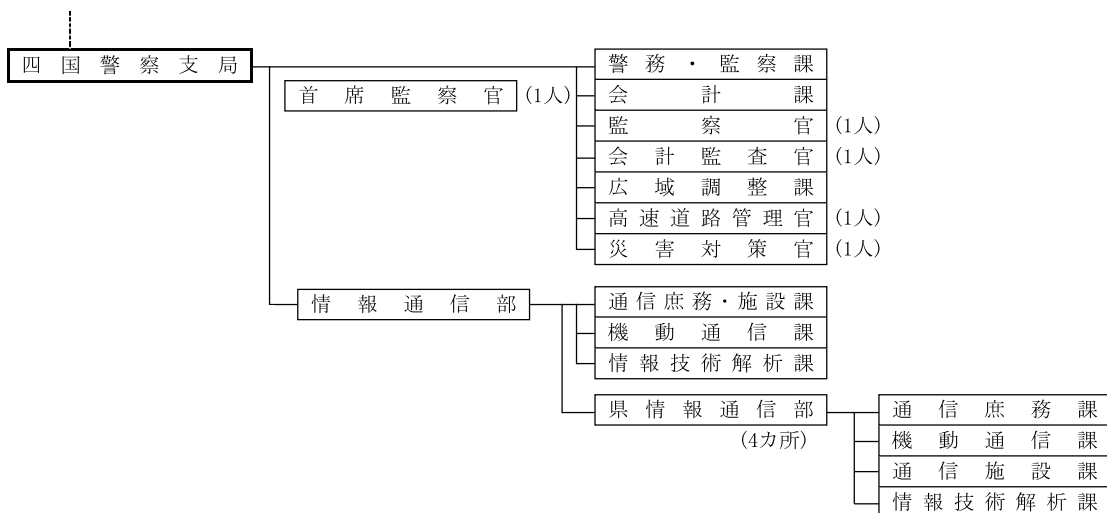 四国警察支局
首席監察官 (1人)
警務・監察課
会計課
監察官 (1人)
会計監査官 (1人)
広域調整課
高速道路管理官 (1人)
災害対策官 (1人)
情報通信部
通信庶務・施設課
機動通信課
情報技術解析課
県情報通信部
(4カ所)
通信庶務課
機動通信課
通信施設課
情報技術解析課